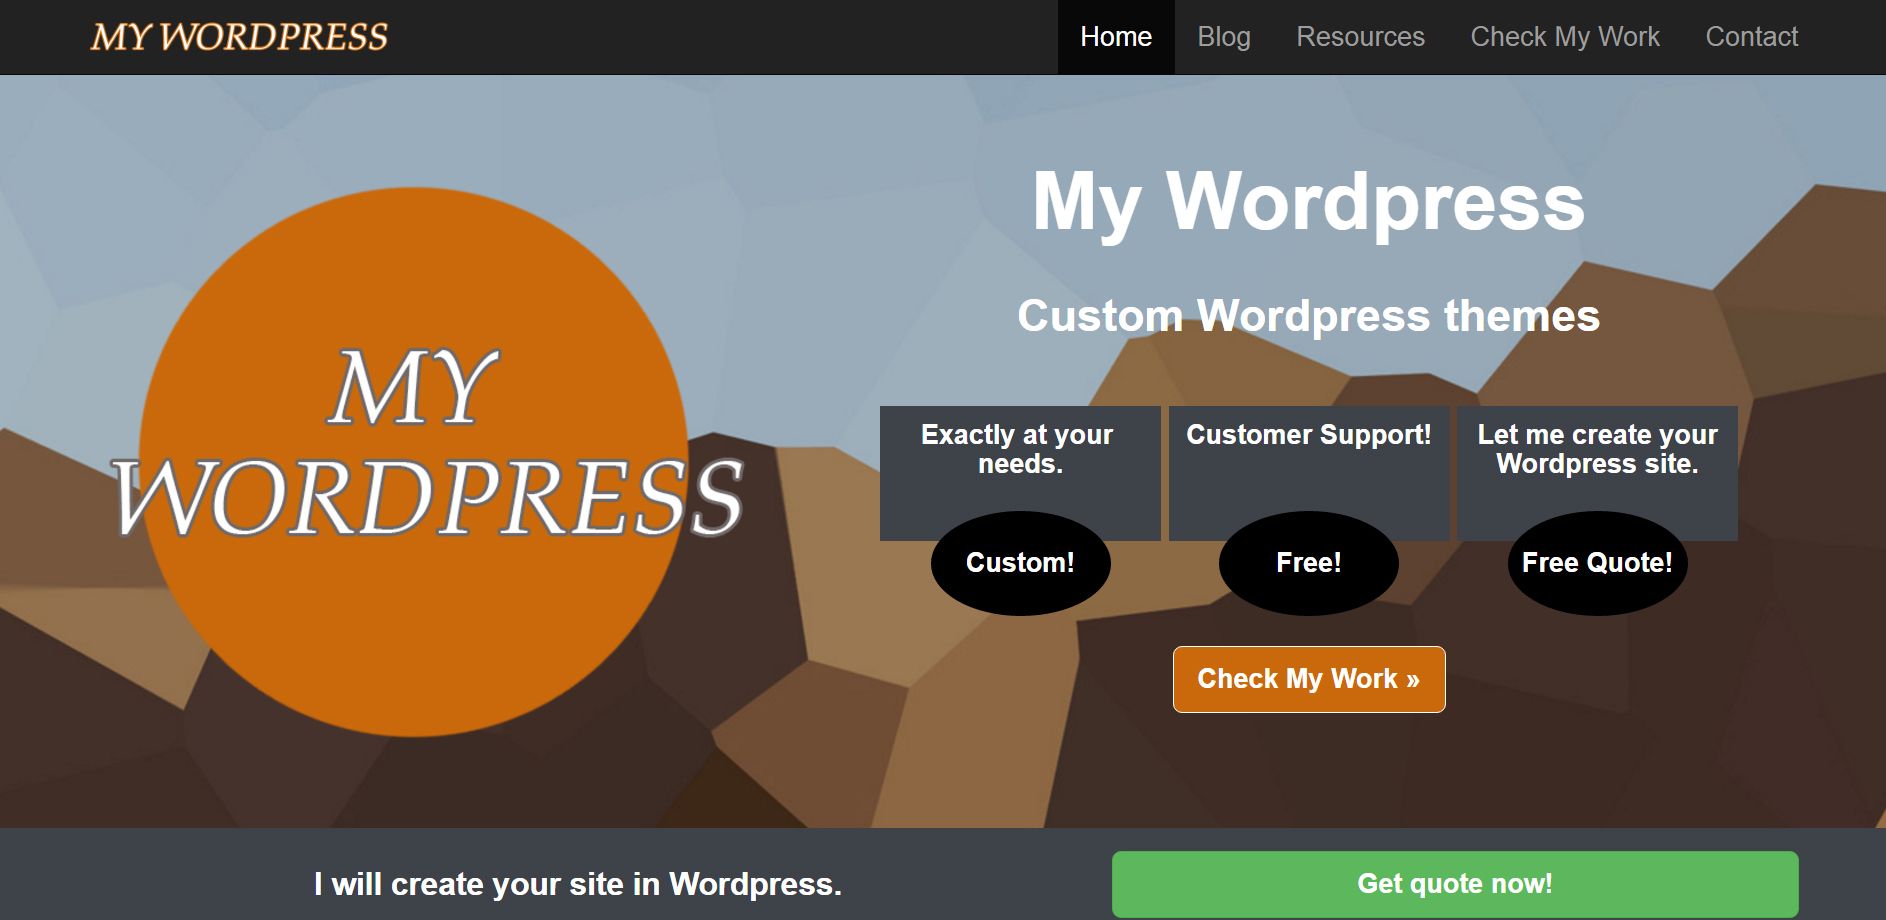 MY WORDPRESS
Home
Blog
Resources
Check My Work
Contact
MY
WORDPRESS
My Wordpress
Custom Wordpress themes
Exactly at your
needs.
Custom!
Customer Support!
Free!
Let me create your
Wordpress site.
Free Quote!
Check My Work »
I will create your site in Wordpress.
Get quote now!